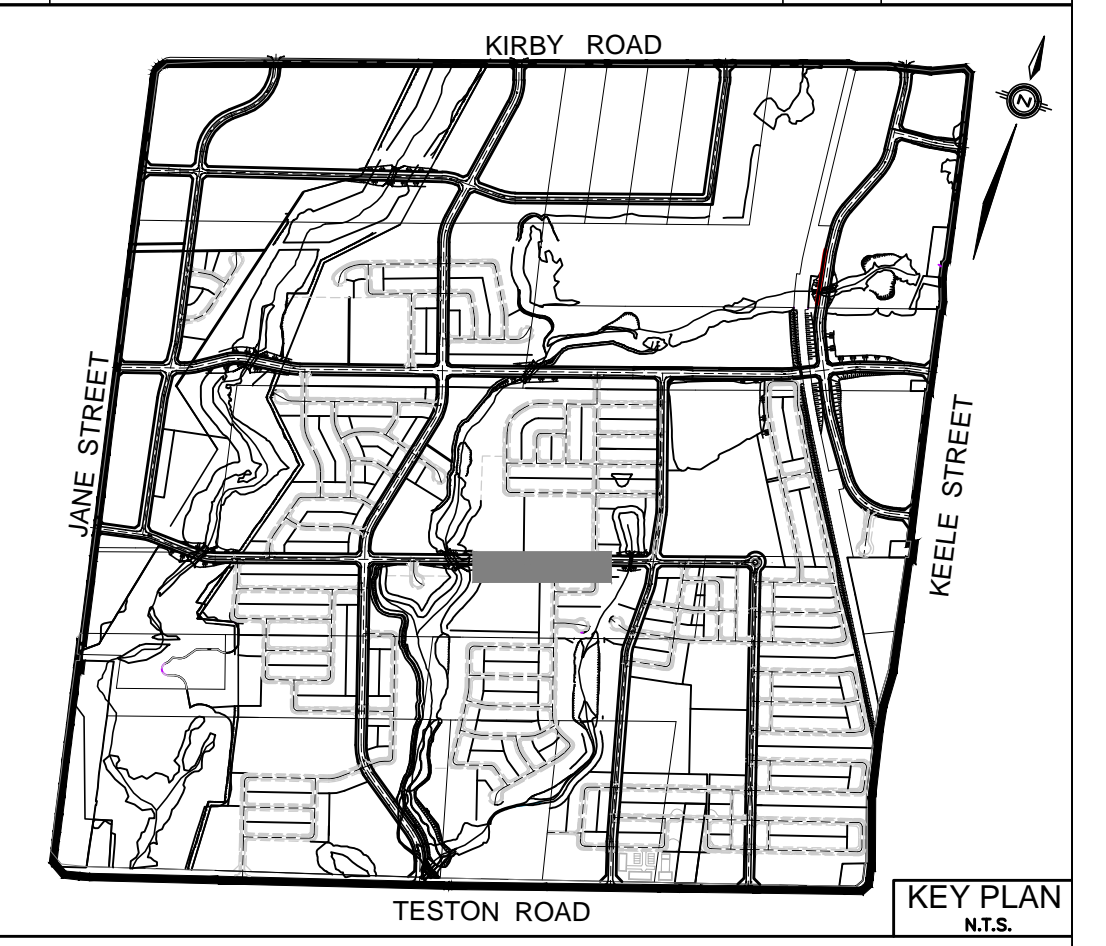 KIRBY ROAD
N
JANE STREET
KEELE STREET
TESTON ROAD
KEY PLAN
N.T.S.